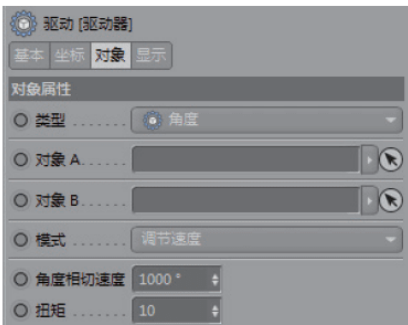 驱动 [驱动器]
基本 坐标 对象 显示
对象属性
类型 ....... 角度
对象 A......
对象 B......
模式 ....... 调节速度
角度相切速度 1000 °
扭矩 ....... 10